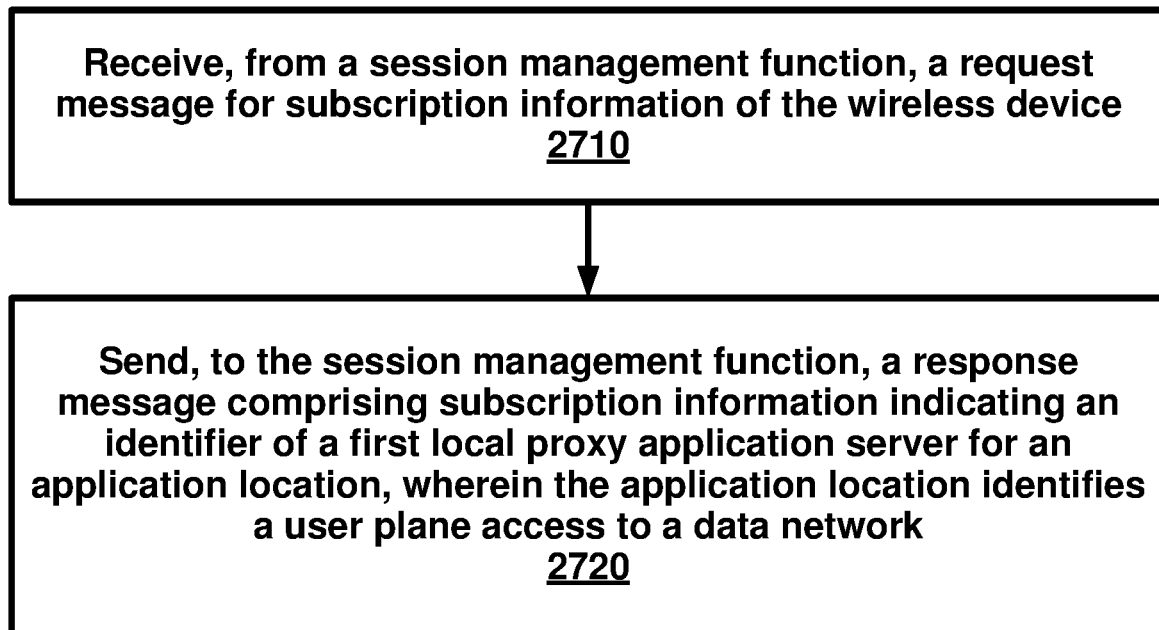 Receive, from a session management function, a request
message for subscription information of the wireless device
2710
Send, to the session management function, a response
message comprising subscription information indicating an
identifier of a first local proxy application server for an
application location, wherein the application location identifies
a user plane access to a data network
2720